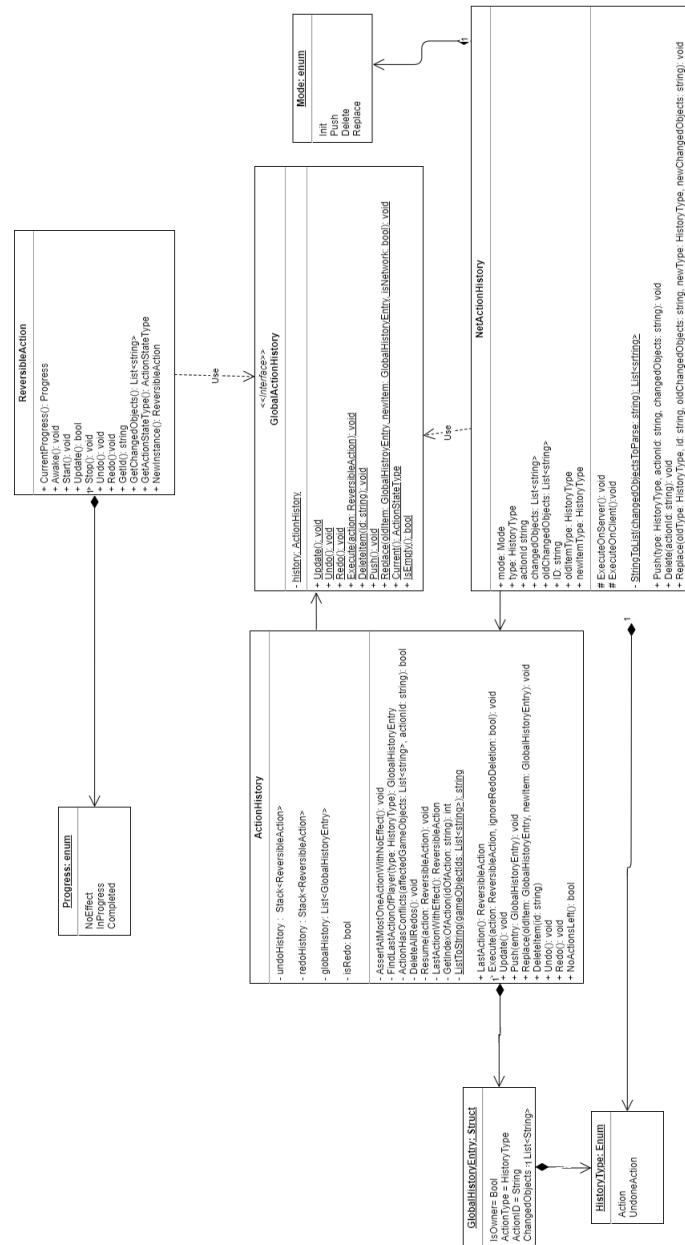 ReversibleAction
+ CurrentProgress(): Progress
+ Awake(): void
+ Start(): void
+ Update(): bool
+ Stop(): void
+ Undo(): void
+ Redo():void
+ GetId(): string
+ GetChangedObjects(): List<string>
+ GetActionStateType(): ActionStateType
+ NewInstance(): ReversibleAction
1
Progress: enum
NoEffect
InProgress
Completed
Use
Mode: enum
Init
Push
Delete
Replace
1
<<Interface>>
GlobalActionHistory
- history: ActionHistory
+ Update(): void
+ Undo(): void
+ Redo(): void
+ Execute(action: ReversibleAction): void
+ DeleteItem(id: string): void
+ Push(): void
+ Replace(oldItem: GlobalHistroyEntry, newItem: GlobalHistoryEntry, isNetwork: bool): void
+ Current(): ActionStateType
+ IsEmpty(): bool
Use
ActionHistory
- undoHistory : Stack<ReversibleAction>
- redoHistory : Stack<ReversibleAction>
- globalHistory: List<GlobalHistoryEntry>
- isRedo: bool
- AssertAtMostOneActionWithNoEffect(): void
- FindLastActionOfPlayer(type: HistoryType): GlobalHistoryEntry
- ActionHasConflicts(affectedGameObjects: List<string>, actionId: string): bool
- DeleteAllRedos(): void
- Resume(action: ReversibleAction): void
- LastActionWithEffect(): ReversibleAction
- GetIndexOfAction(idOfAction: string): int
- ListToString(gameObjectIds: List<string>): string
+ LastAction(): ReversibleAction
+ Execute(action: ReversibleAction, ignoreRedoDeletion: bool): void
+ Update(): void
+ Push(entry: GlobalHistoryEntry): void
+ Replace(oldItem: GlobalHistoryEntry, newItem: GlobalHistoryEntry): void
+ DeleteItem(id: string)
+ Undo(): void
+ Redo(): void
+ NoActionsLeft(): bool
1
NetActionHistory
+ mode: Mode
+ type: HistoryType
+ actionId string
+ changedObjects: List<string>
+ oldChangedObjects: List<string>
+ ID: string
+ oldItemType: HistoryType
+ newItemType: HistoryType
# ExecuteOnServer(): void
# ExecuteOnClient():void
- StringToList(changedObjectsToParse: string): List<srtring>
+ Push(type: HistoryType, actionId: string, changedObjects: string): void
+ Delete(actionId: string): void
+ Replace(oldType: HistoryType, id: string, oldChangedObjects: string, newType: HistoryType, newChangedObjects: string): void
1
GlobalHistoryEntry: Struct
IsOwner= Bool
ActionType = HistoryType
ActionID = String
ChangedObjects = List<String>
1
HistoryType: Enum
Action
UndoneAction